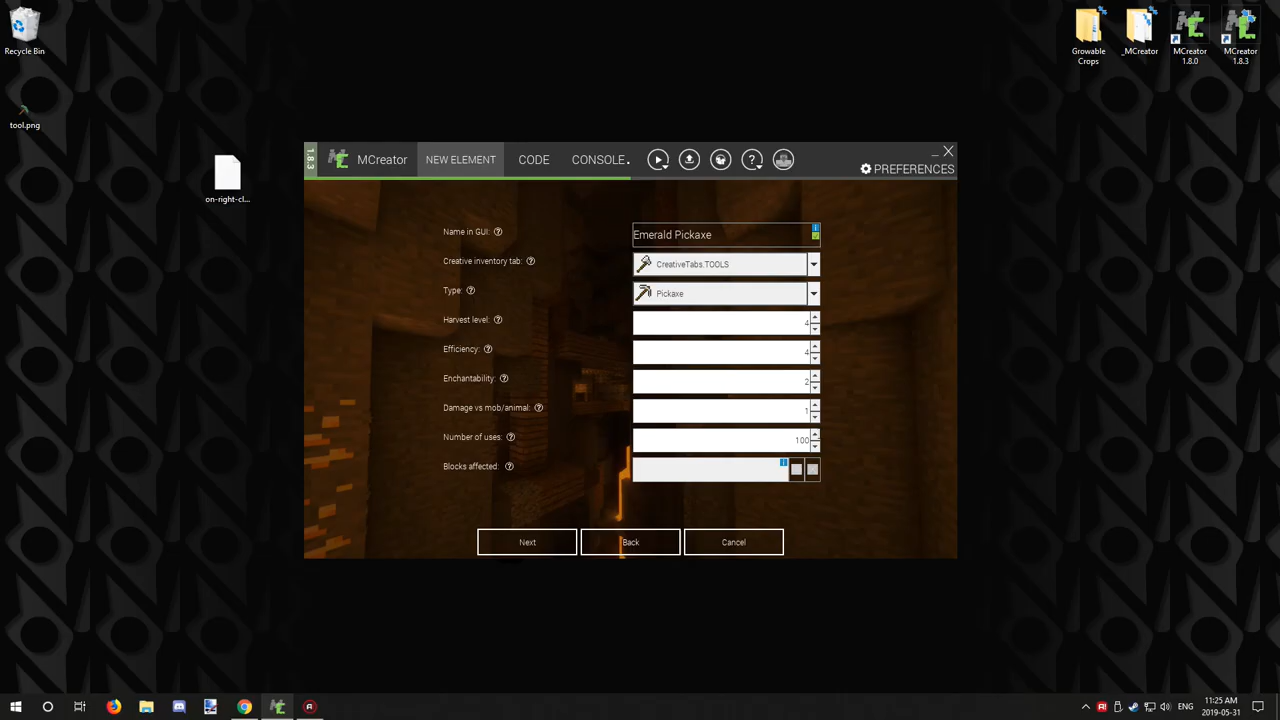 Recycle Bin
tool.png
on-right-cl...
Growable Crops
_MCreator
MCreator 1.8.0
MCreator 1.8.3
1.8.3
MCreator
NEW ELEMENT
CODE
CONSOLE.
PREFERENCES
Name in GUI:
Emerald Pickaxe
Creative inventory tab:
CreativeTabs.TOOLS
Type:
Pickaxe
Harvest level:
4
Efficiency:
4
Enchantability:
2
Damage vs mob/animal:
1
Number of uses:
100
Blocks affected:
Next
Back
Cancel
ENG
11:25 AM
2019-05-31